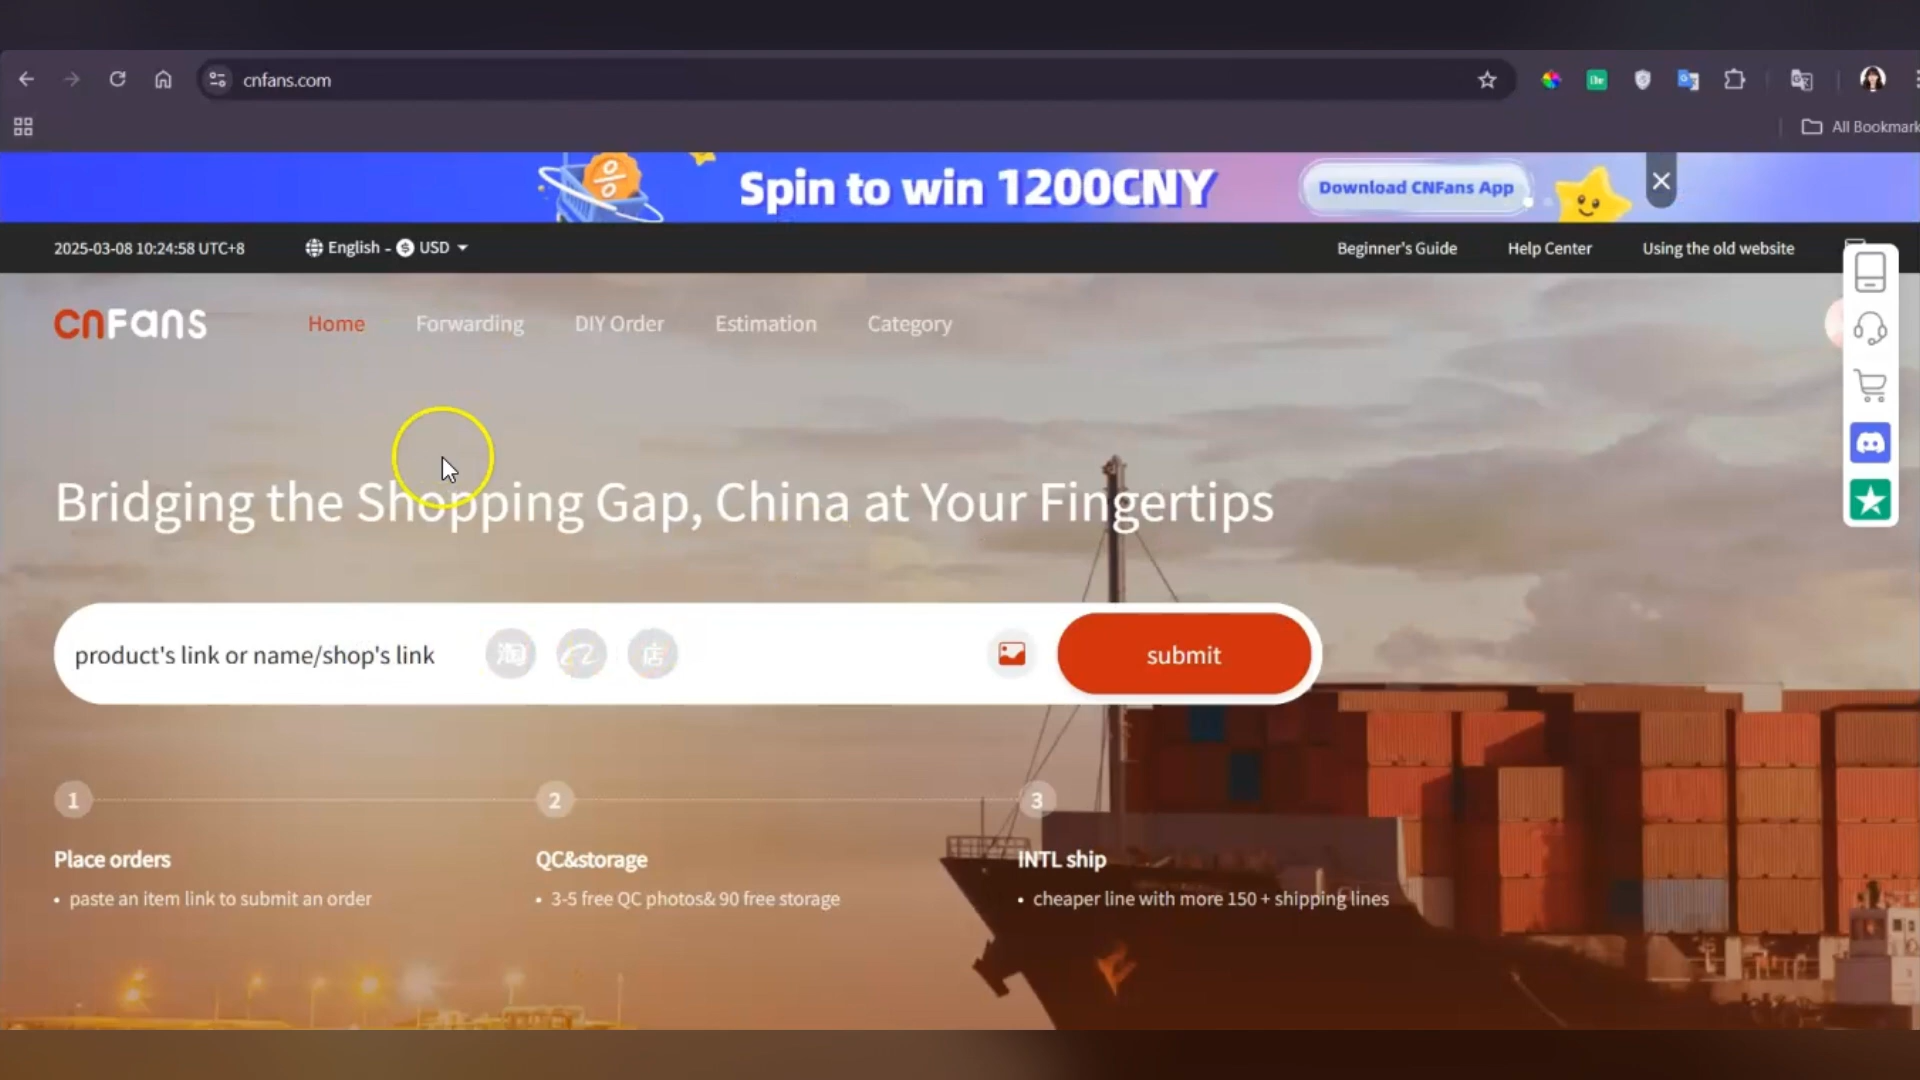 cnfans.com
All Bookmark
Spin to win 1200CNY
Download CNFans App
2025-03-08 10:24:58 UTC+8
English - $ USD
Beginner's Guide
Help Center
Using the old website
cnFans
Home
Forwarding
DIY Order
Estimation
Category
Bridging the Shopping Gap, China at Your Fingertips
product's link or name/shop's link
淘
店
submit
1
2
3
Place orders
QC&storage
INTL ship
• paste an item link to submit an order
• 3-5 free QC photos& 90 free storage
• cheaper line with more 150 + shipping lines